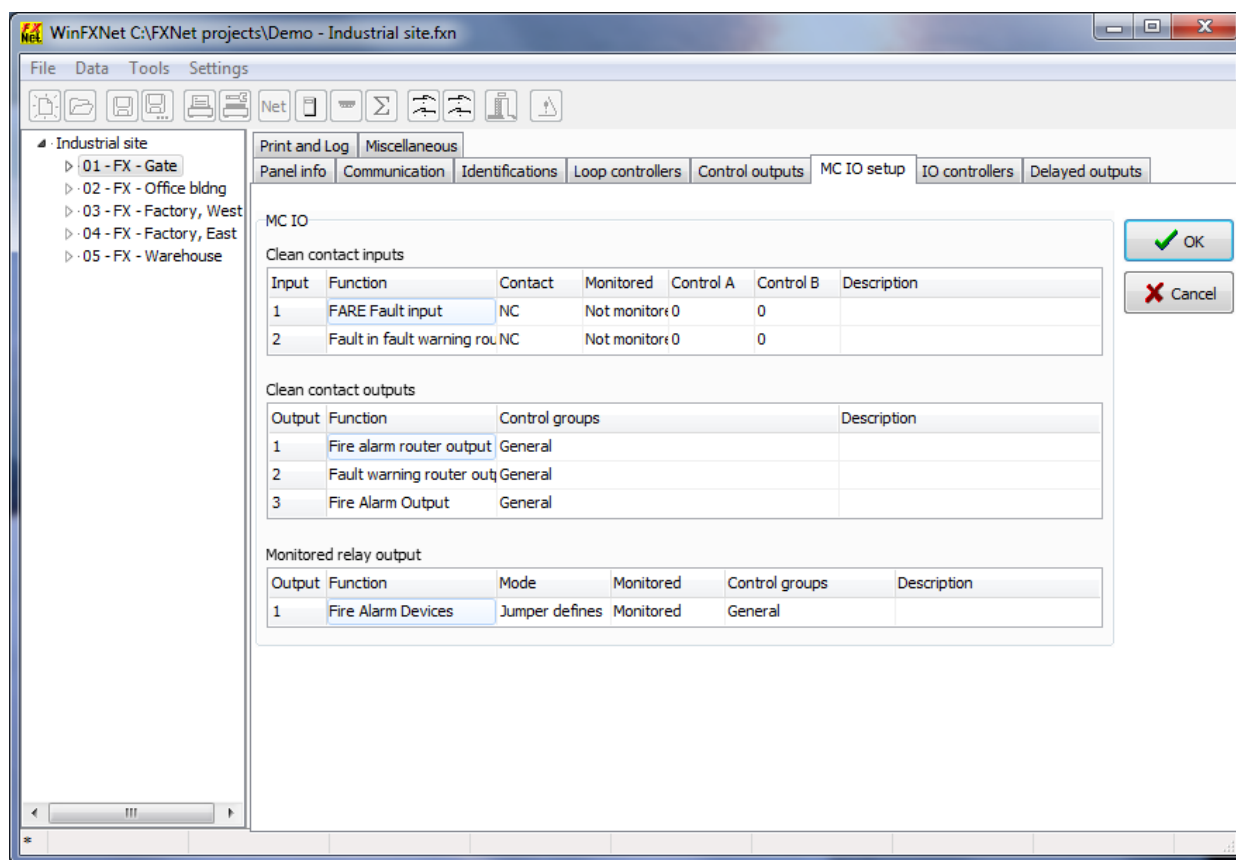 WinFXNet C:\FXNet projects\Demo - Industrial site.fxn
File Data Tools Settings
Net Σ
Industrial site
01 - FX - Gate
02 - FX - Office bldng
03 - FX - Factory, West
04 - FX - Factory, East
05 - FX - Warehouse
Print and Log Miscellaneous
Panel info Communication Identifications Loop controllers Control outputs MC IO setup IO controllers Delayed outputs
MC IO
Clean contact inputs
Input Function Contact Monitored Control A Control B Description
1 FARE Fault input NC Not monitore 0 0
2 Fault in fault warning rou NC Not monitore 0 0
Clean contact outputs
Output Function Control groups Description
1 Fire alarm router output General
2 Fault warning router out General
3 Fire Alarm Output General
Monitored relay output
Output Function Mode Monitored Control groups Description
1 Fire Alarm Devices Jumper defines Monitored General
OK
Cancel
*